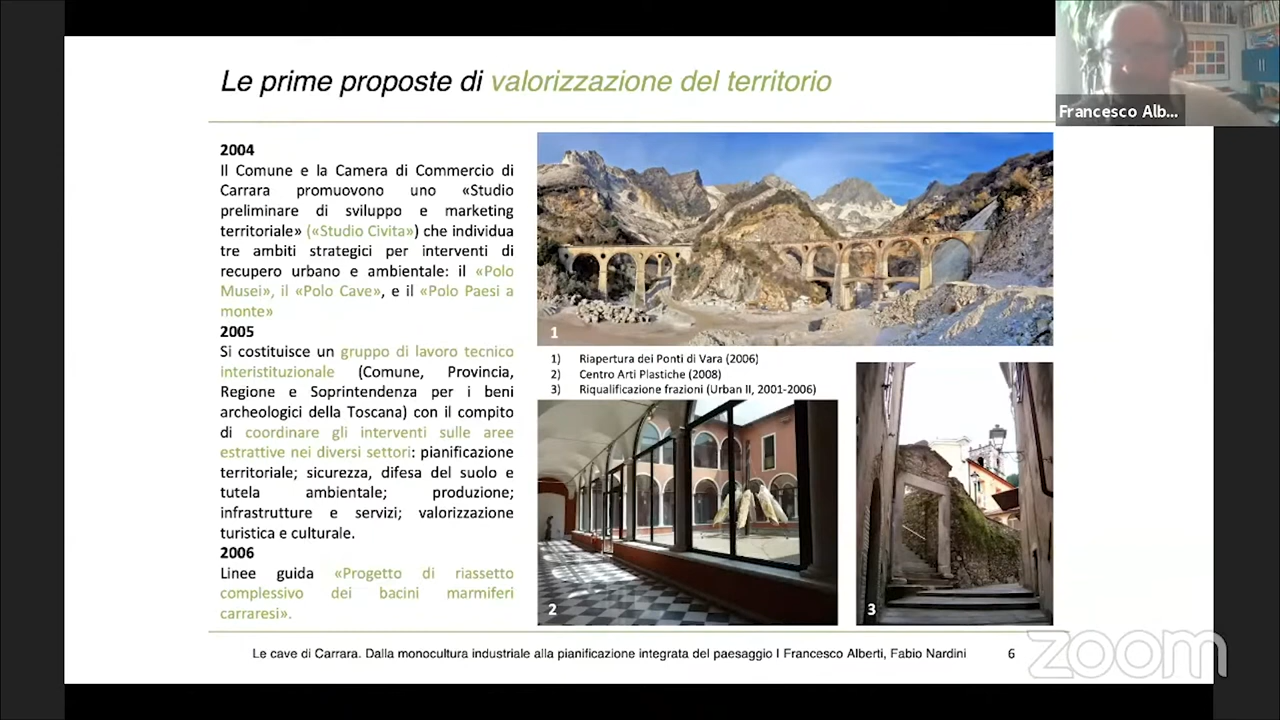 Le prime proposte di valorizzazione del territorio
Francesco Alb...
2004
Il Comune e la Camera di Commercio di
Carrara promuovono uno «Studio
preliminare di sviluppo e marketing
territoriale» («Studio Civita») che individua
tre ambiti strategici per interventi di
recupero urbano e ambientale: il «Polo
Musei», il «Polo Cave», e il «Polo Paesi a
monte»
2005
Si costituisce un gruppo di lavoro tecnico
interistituzionale (Comune, Provincia,
Regione e Soprintendenza per i beni
archeologici della Toscana) con il compito
di coordinare gli interventi sulle aree
estrattive nei diversi settori: pianificazione
territoriale; sicurezza, difesa del suolo e
tutela ambientale; produzione;
infrastrutture e servizi; valorizzazione
turistica e culturale.
2006
Linee guida «Progetto di riassetto
complessivo dei bacini marmiferi
carraresi».
1
1) Riapertura dei Ponti di Vara (2006)
2) Centro Arti Plastiche (2008)
3) Riqualificazione frazioni (Urban II, 2001-2006)
2
3
Le cave di Carrara. Dalla monocultura industriale alla pianificazione integrata del paesaggio I Francesco Alberti, Fabio Nardini
6
zoom